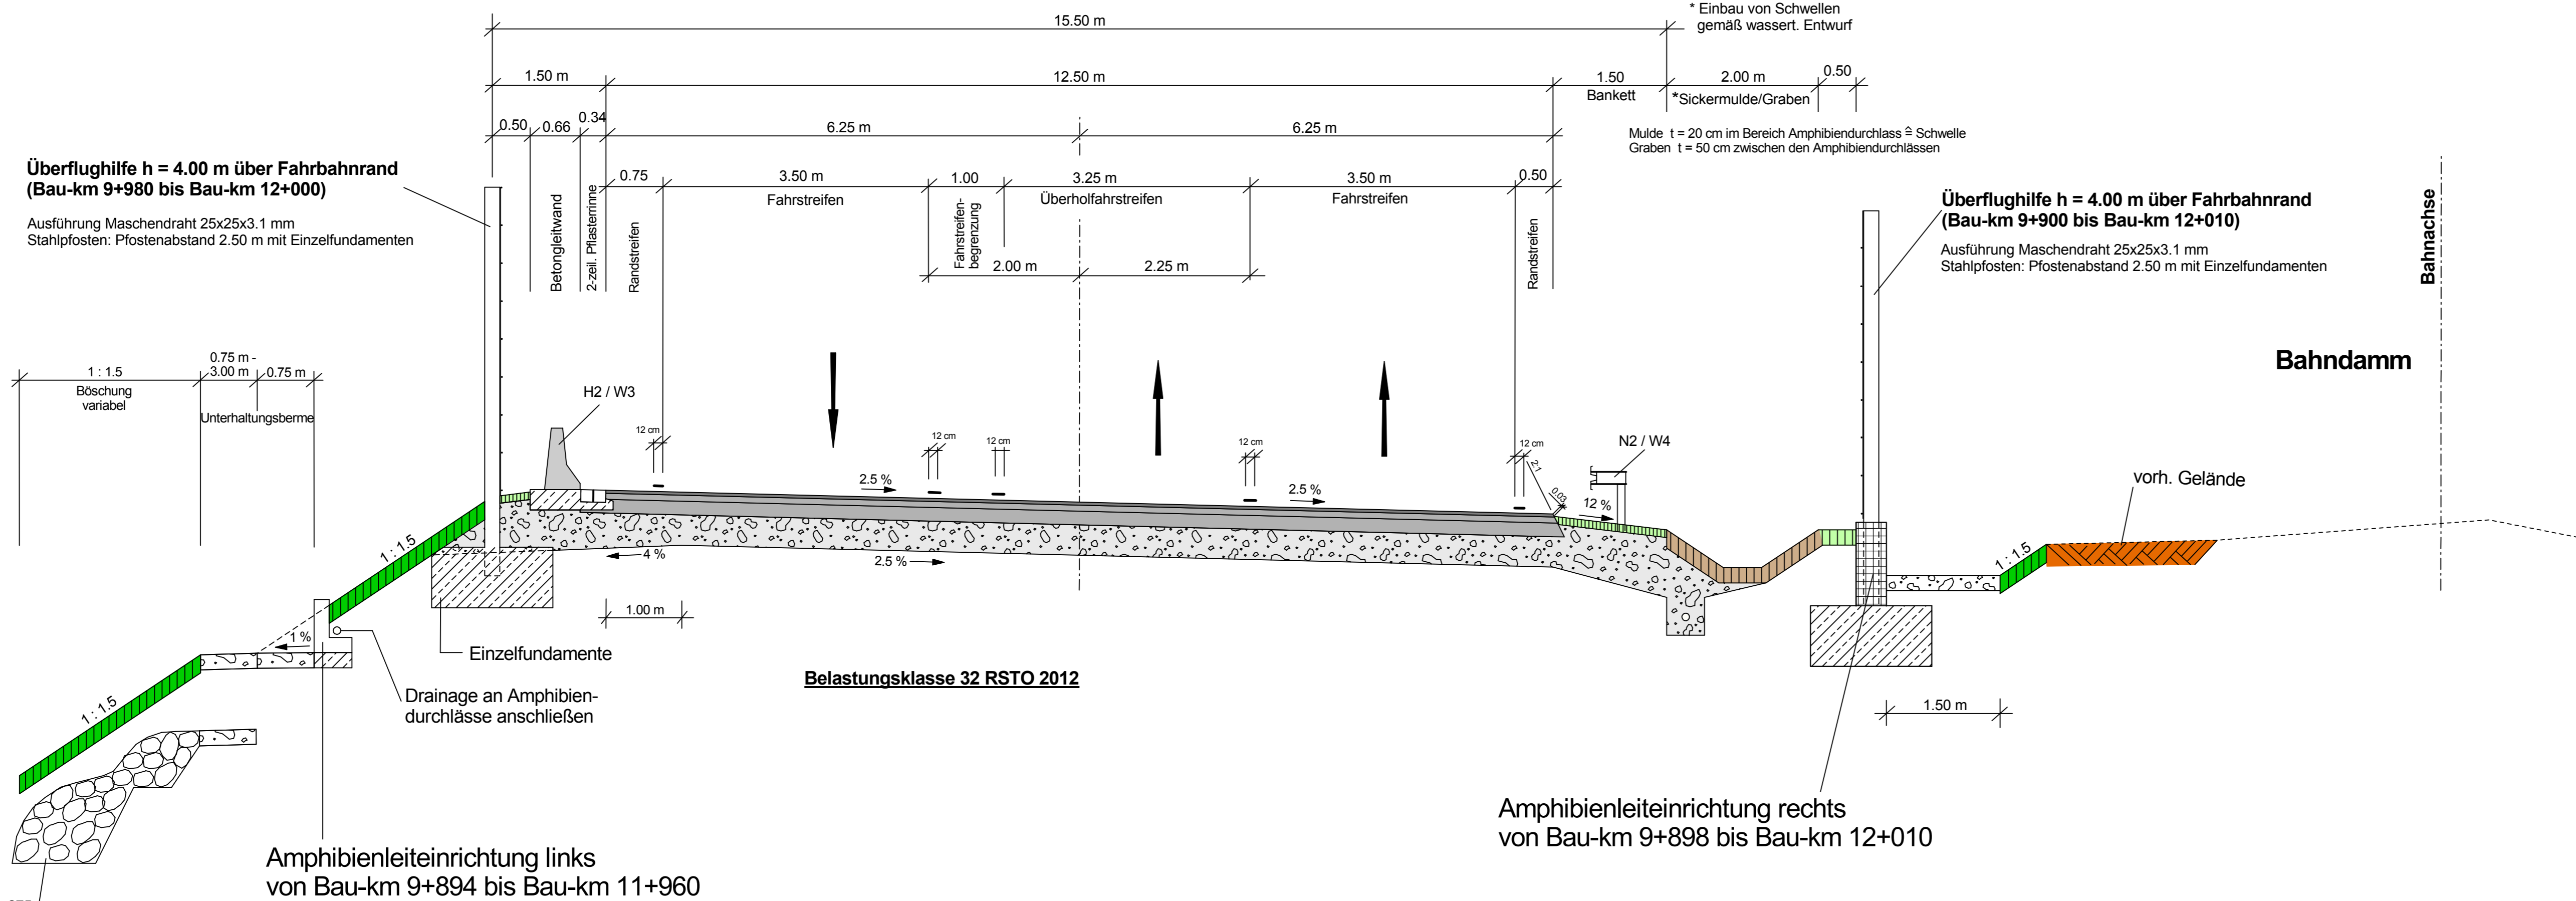 15.50 m
* Einbau von Schwellen
gemäß wassert. Entwurf
1.50 m
12.50 m
1.50
2.00 m
0.50
Bankett
*Sickermulde/Graben
0.50
0.66
0.34
6.25 m
6.25 m
Mulde t = 20 cm im Bereich Amphibiendurchlass ≙ Schwelle
Graben t = 50 cm zwischen den Amphibiendurchlässen
Überflughilfe h = 4.00 m über Fahrbahnrand
(Bau-km 9+980 bis Bau-km 12+000)
Ausführung Maschendraht 25x25x3.1 mm
Stahlpfosten: Pfostenabstand 2.50 m mit Einzelfundamenten
Betongleitwand
2-zeil. Pflasterrinne
Randstreifen
0.75
3.50 m
1.00
3.25 m
3.50 m
0.50
Fahrstreifen
Fahrstreifen-
begrenzung
Überholfahrstreifen
Fahrstreifen
Randstreifen
2.00 m
2.25 m
Überflughilfe h = 4.00 m über Fahrbahnrand
(Bau-km 9+900 bis Bau-km 12+010)
Ausführung Maschendraht 25x25x3.1 mm
Stahlpfosten: Pfostenabstand 2.50 m mit Einzelfundamenten
Bahnachse
Bahndamm
1 : 1.5
0.75 m -
3.00 m
0.75 m
Böschung
variabel
Unterhaltungsberme
H2 / W3
12 cm
12 cm
12 cm
12 cm
12 cm
2:1
0.03
N2 / W4
2.5 %
2.5 %
12 %
vorh. Gelände
1 : 1.5
4 %
2.5 %
1 : 1.5
1.00 m
1 %
Einzelfundamente
Drainage an Amphibien-
durchlässe anschließen
1 : 1.5
Belastungsklasse 32 RSTO 2012
1.50 m
Amphibienleiteinrichtung rechts
von Bau-km 9+898 bis Bau-km 12+010
Amphibienleiteinrichtung links
von Bau-km 9+894 bis Bau-km 11+960